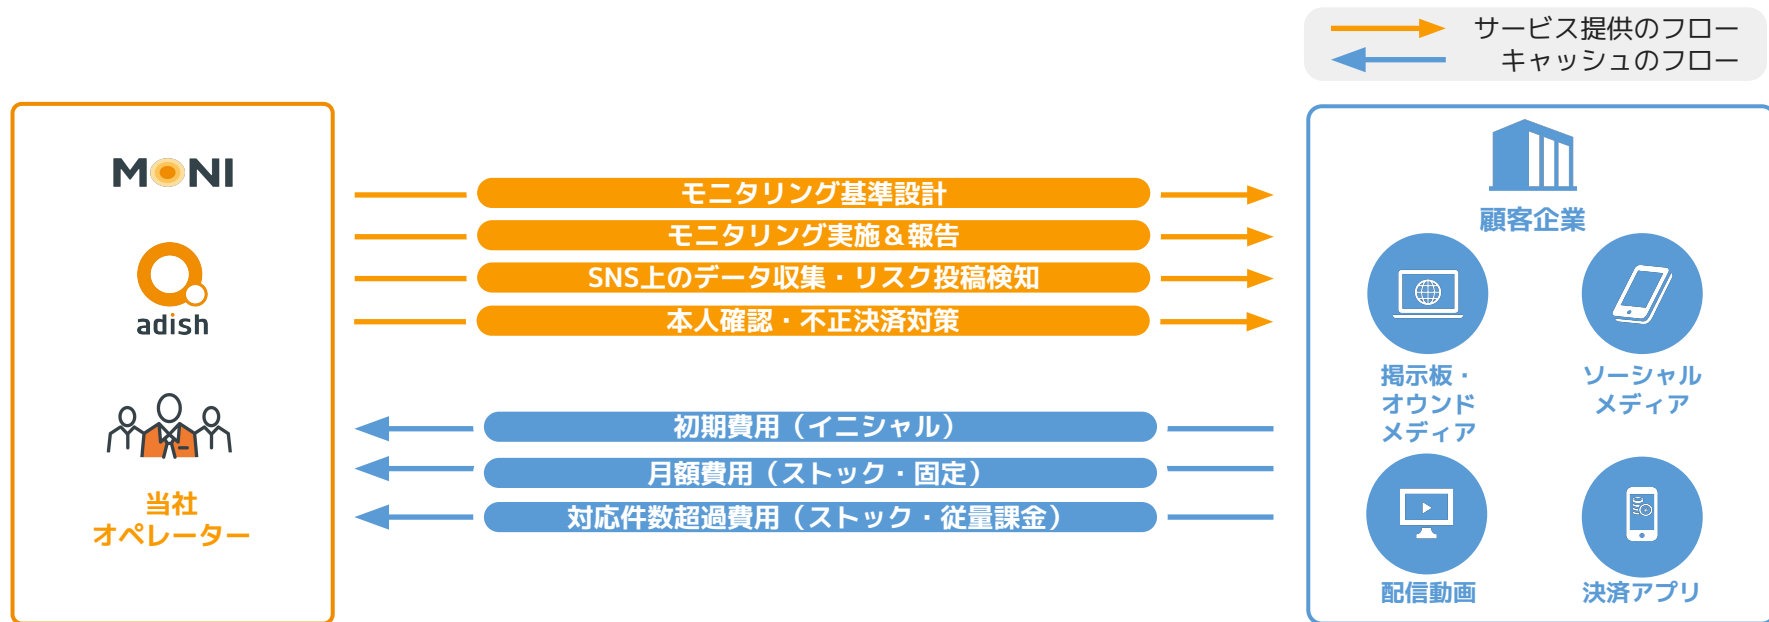 サービス提供のフロー
キャッシュのフロー
MONI
adish
当社
オペレーター
モニタリング基準設計
モニタリング実施＆報告
SNS上のデータ収集・リスク投稿検知
本人確認・不正決済対策
初期費用（イニシャル）
月額費用（ストック・固定）
対応件数超過費用（ストック・従量課金）
顧客企業
掲示板・
オウンド
メディア
ソーシャル
メディア
配信動画
決済アプリ